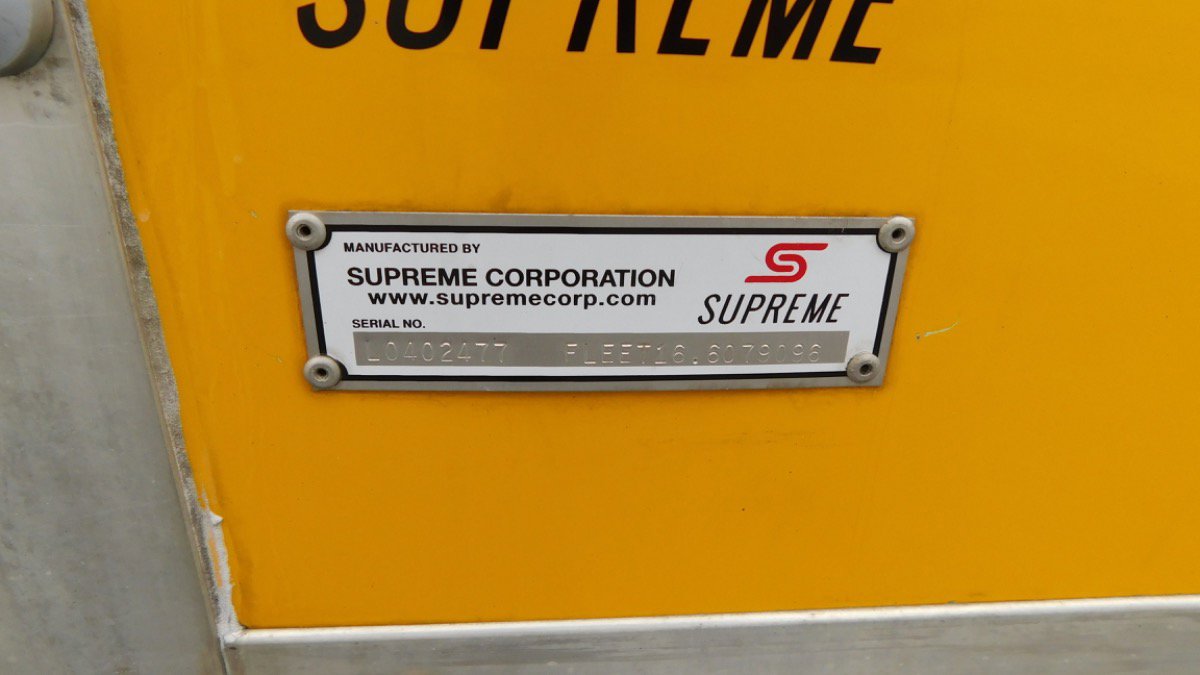 SUPREME
MANUFACTURED BY
SUPREME CORPORATION
www.supremecorp.com
SUPREME
SERIAL NO.
L0402477 FLEET16.6079096